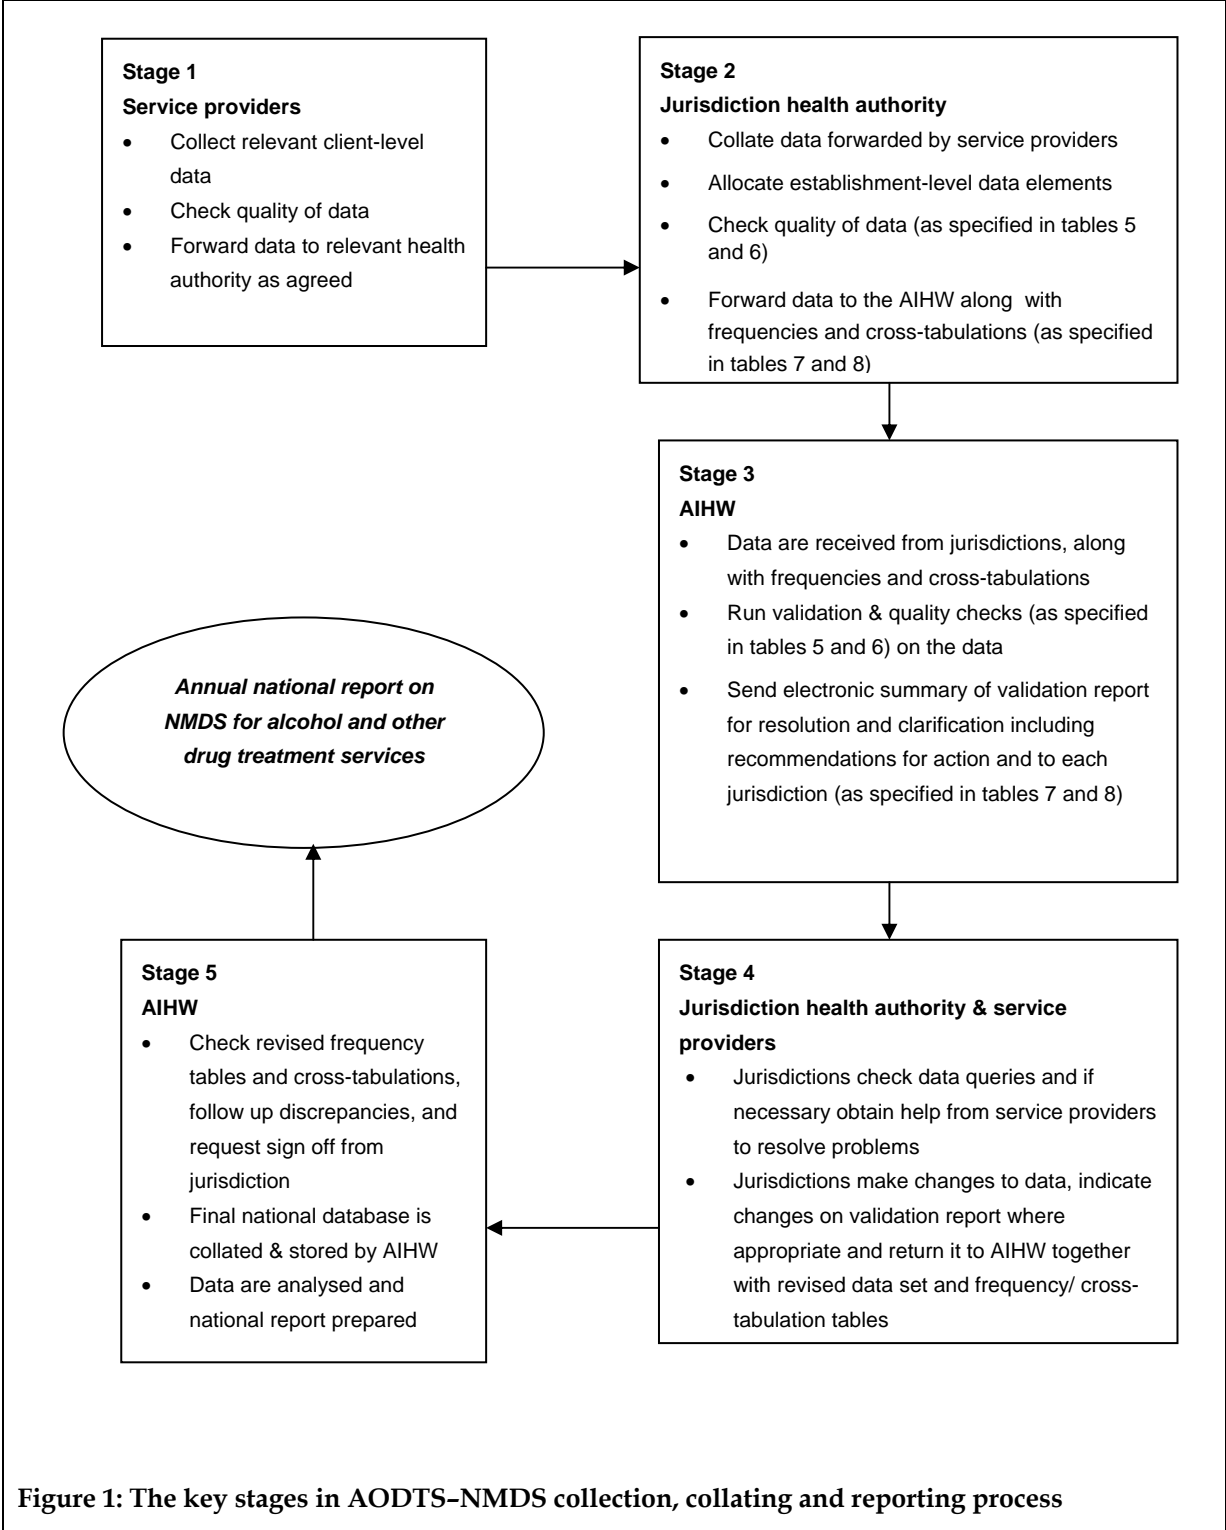 Stage 1
Service providers
• Collect relevant client-level
data
• Check quality of data
• Forward data to relevant health
authority as agreed
Stage 2
Jurisdiction health authority
• Collate data forwarded by service providers
• Allocate establishment-level data elements
• Check quality of data (as specified in tables 5
and 6)
• Forward data to the AIHW along with
frequencies and cross-tabulations (as specified
in tables 7 and 8)
Stage 3
AIHW
• Data are received from jurisdictions, along
with frequencies and cross-tabulations
• Run validation & quality checks (as specified
in tables 5 and 6) on the data
• Send electronic summary of validation report
for resolution and clarification including
recommendations for action and to each
jurisdiction (as specified in tables 7 and 8)
Stage 4
Jurisdiction health authority & service
providers
• Jurisdictions check data queries and if
necessary obtain help from service providers
to resolve problems
• Jurisdictions make changes to data, indicate
changes on validation report where
appropriate and return it to AIHW together
with revised data set and frequency/ cross-
tabulation tables
Stage 5
AIHW
• Check revised frequency
tables and cross-tabulations,
follow up discrepancies, and
request sign off from
jurisdiction
• Final national database is
collated & stored by AIHW
• Data are analysed and
national report prepared
Annual national report on
NMDS for alcohol and other
drug treatment services
Figure 1: The key stages in AODTS–NMDS collection, collating and reporting process